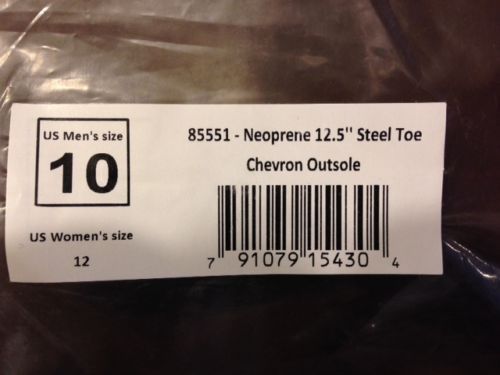 US Men's size
10
US Women's size
12
85551 - Neoprene 12.5'' Steel Toe
Chevron Outsole
7 91079 15430 4